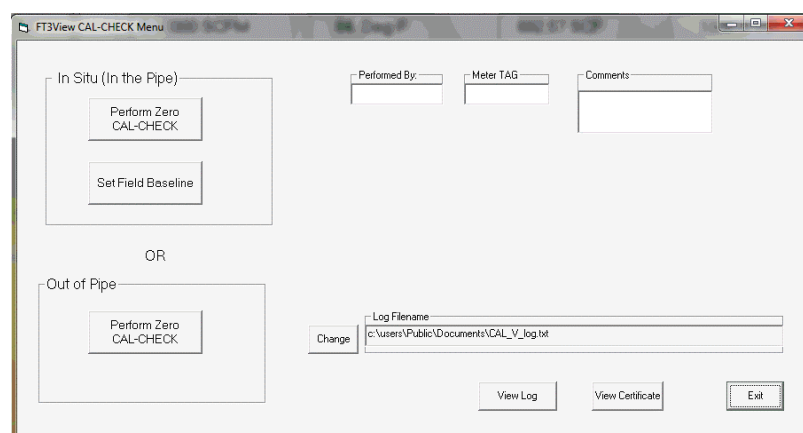 FT3View CAL-CHECK Menu
In Situ (In the Pipe)
Perform Zero
CAL-CHECK
Set Field Baseline
OR
Out of Pipe
Perform Zero
CAL-CHECK
Performed By:
Meter TAG
Comments
Log Filename
Change
c:\users\Public\Documents\CAL_V_log.txt
View Log
View Certificate
Exit